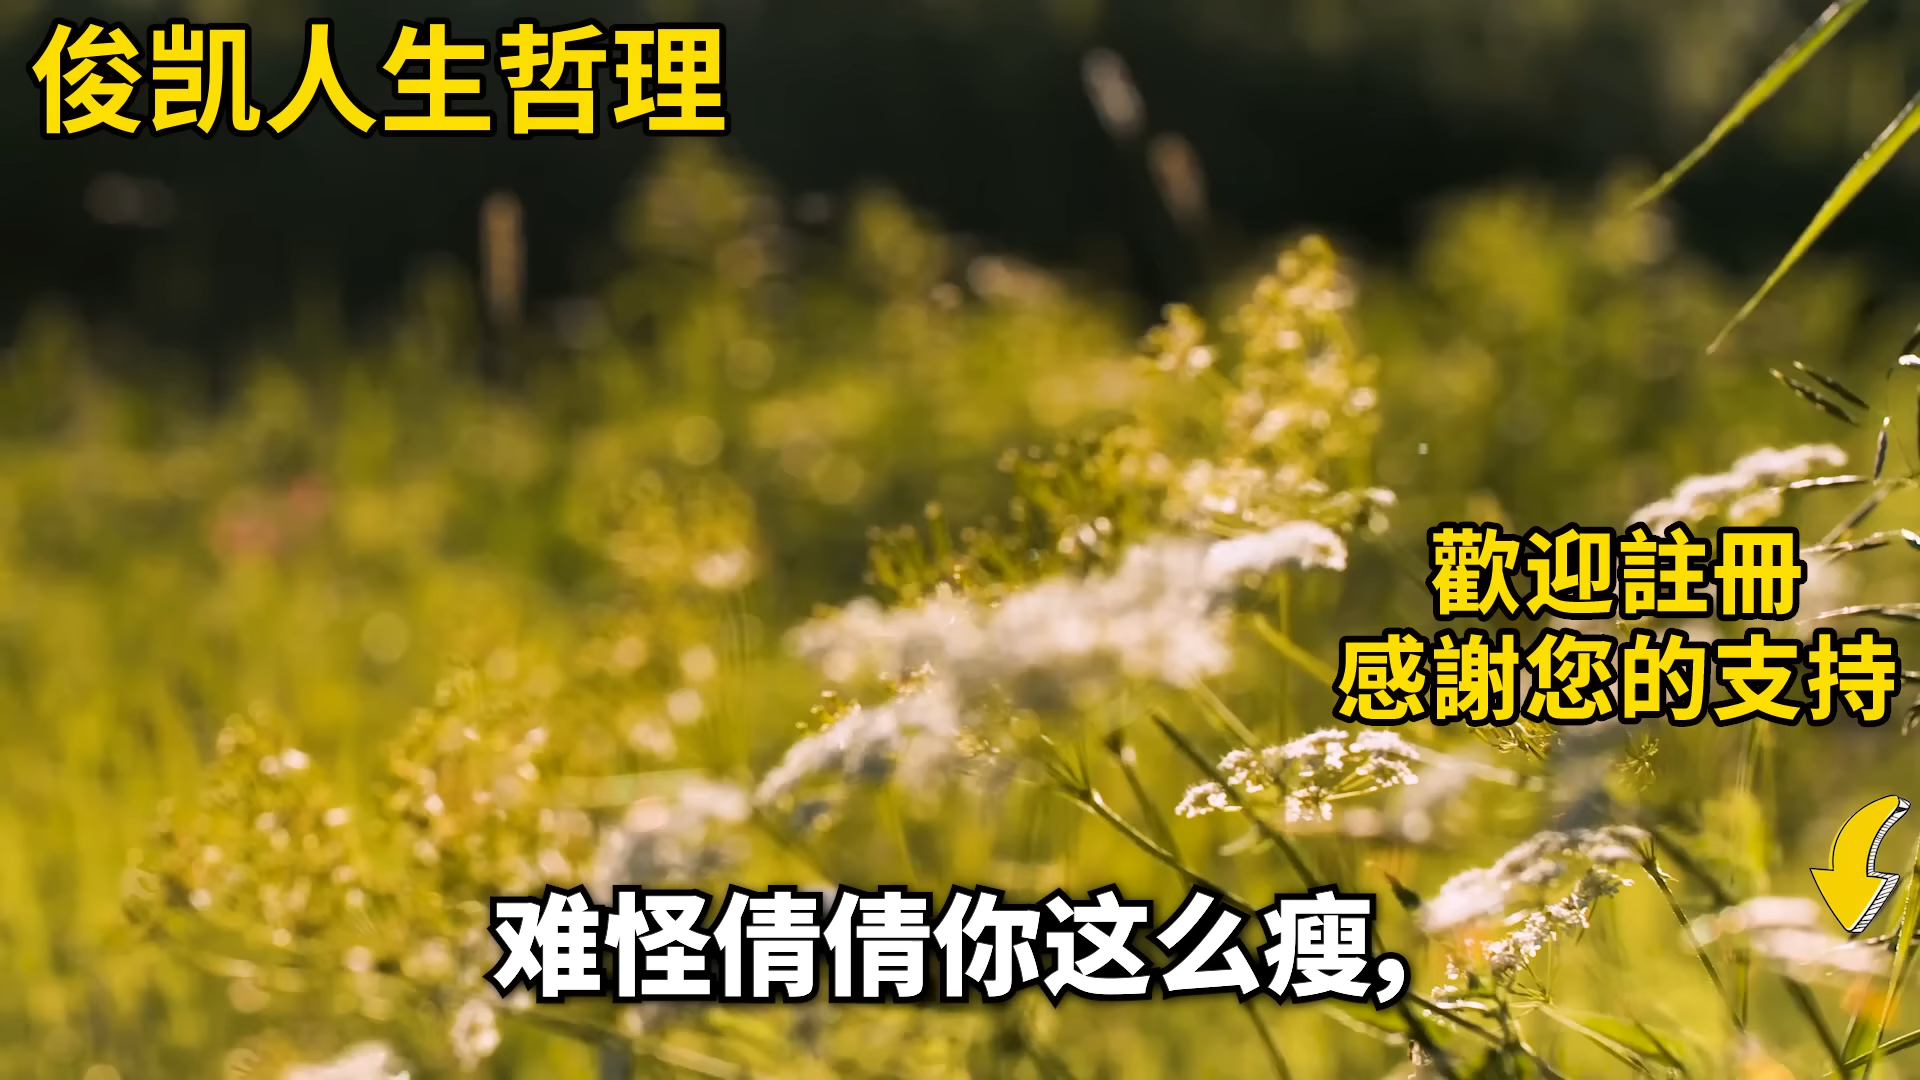 俊凯人生哲理
歡迎註冊
感謝您的支持
难怪倩倩你这么瘦,